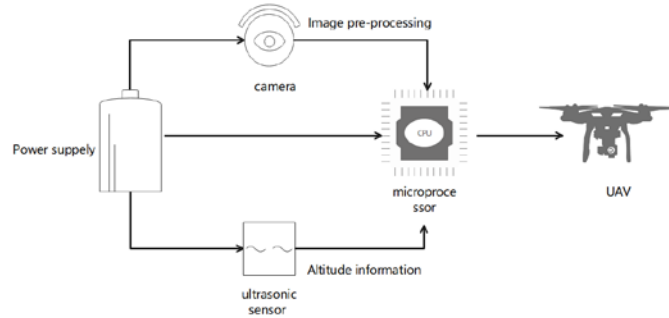 Image pre-processing
camera
Power suppely
CPU
microproce
ssor
UAV
Altitude information
ultrasonic
sensor